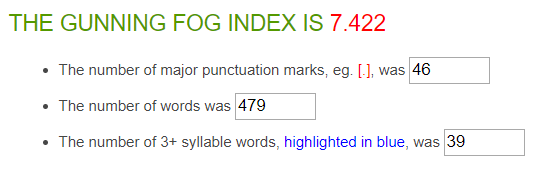 THE GUNNING FOG INDEX IS 7.422
The number of major punctuation marks, eg. [.], was 46
The number of words was 479
The number of 3+ syllable words, highlighted in blue, was 39